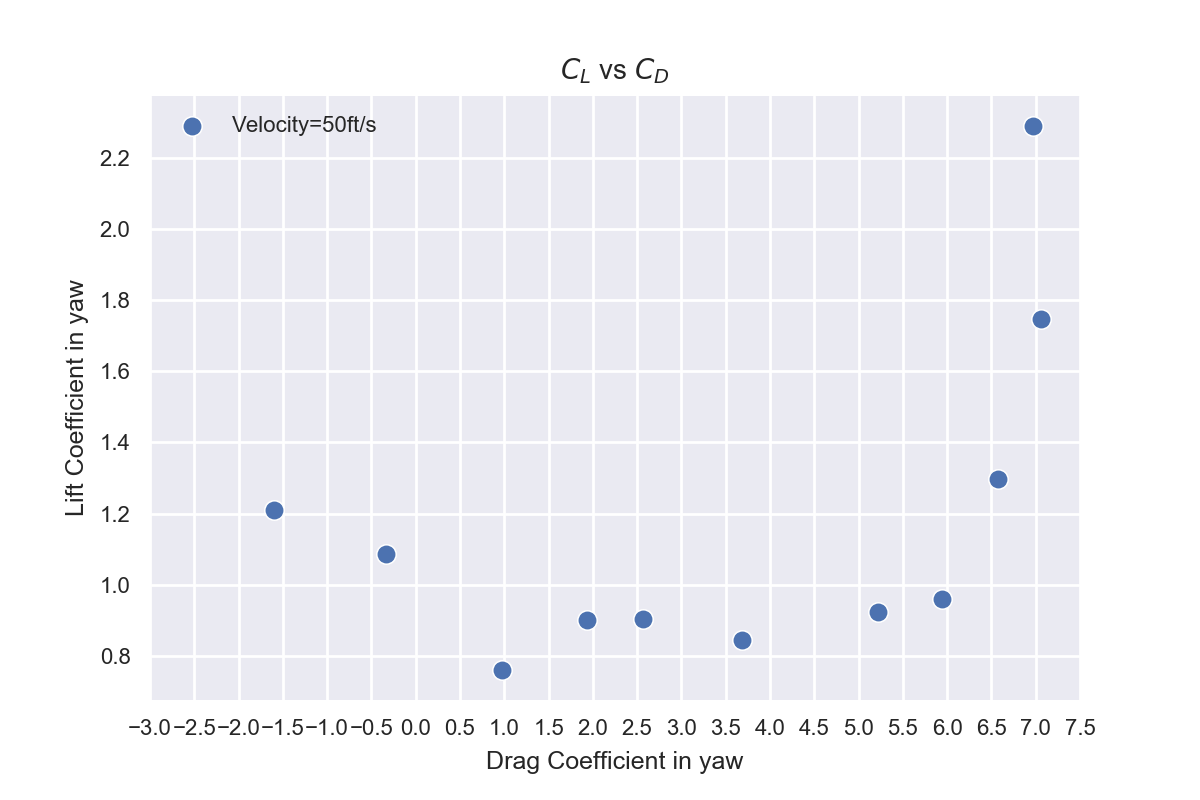 C_L vs C_D
Velocity=50ft/s
2.2
2.0
1.8
1.6
1.4
1.2
1.0
0.8
Lift Coefficient in yaw
−3.0 −2.5 −2.0 −1.5 −1.0 −0.5 0.0 0.5 1.0 1.5 2.0 2.5 3.0 3.5 4.0 4.5 5.0 5.5 6.0 6.5 7.0 7.5
Drag Coefficient in yaw